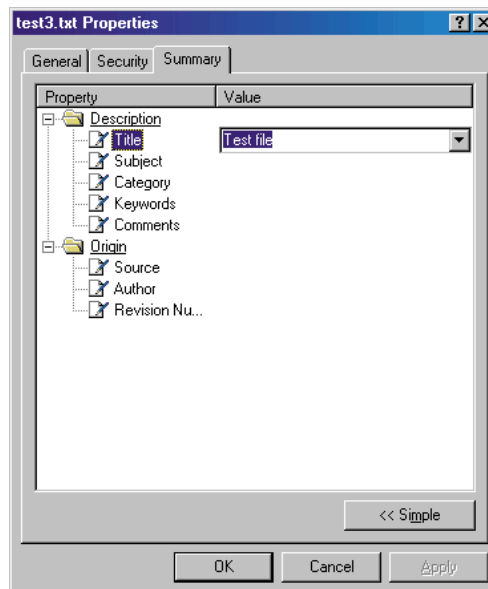 test3.txt Properties
General Security Summary
Property Value
Description
Title Test file
Subject
Category
Keywords
Comments
Origin
Source
Author
Revision Nu...
<< Simple
OK Cancel Apply